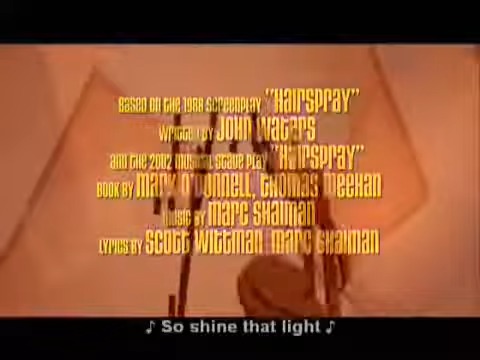 BASED ON THE 1988 SCREENPLAY "HAIRSPRAY"
WRITTEN BY JOHN WATERS
AND THE 2002 MUSICAL STAGE PLAY "HAIRSPRAY"
BOOK BY MARK O'DONNELL, THOMAS MEEHAN
MUSIC BY MARC SHAIMAN
LYRICS BY SCOTT WITTMAN, MARC SHAIMAN
♪ So shine that light ♪